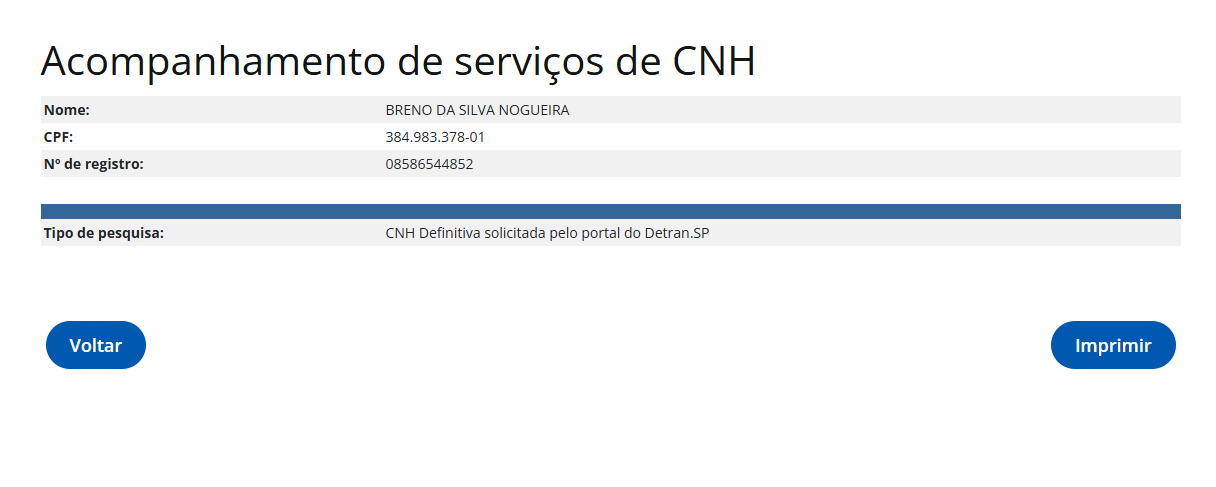 Acompanhamento de serviços de CNH
Nome: BRENO DA SILVA NOGUEIRA
CPF: 384.983.378-01
Nº de registro: 08586544852
Tipo de pesquisa: CNH Definitiva solicitada pelo portal do Detran.SP
Voltar Imprimir